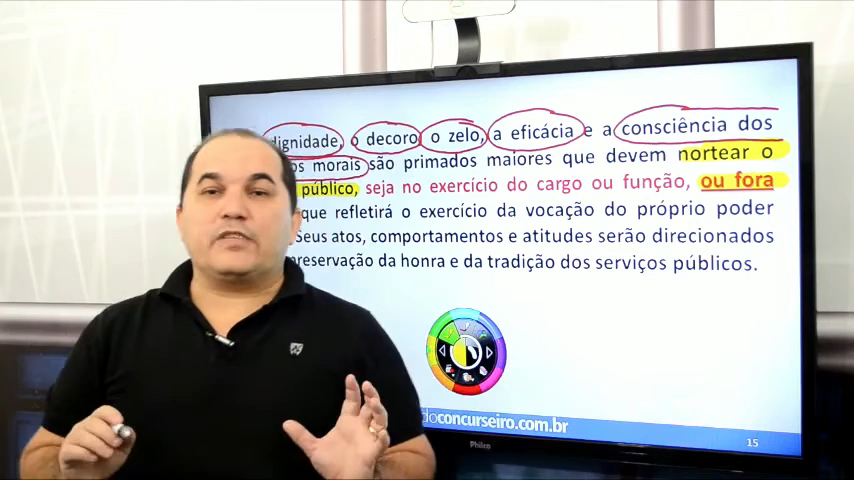 dignidade, o decoro, o zelo, a eficácia e a consciência dos
morais são primados maiores que devem nortear o
público, seja no exercício do cargo ou função, ou fora
que refletirá o exercício da vocação do próprio poder
Seus atos, comportamentos e atitudes serão direcionados
preservação da honra e da tradição dos serviços públicos.
doconcurseiro.com.br
15
Philco